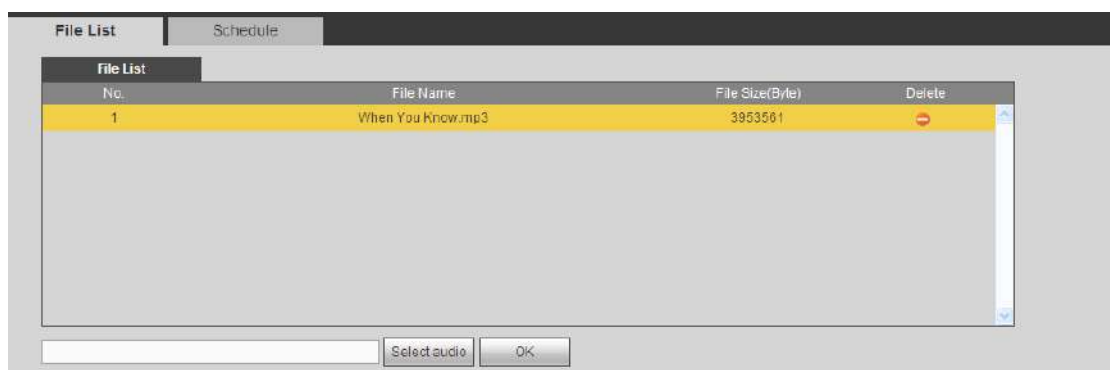 File List Schedule
File List
No. File Name File Size(Byte) Delete
1 When You Know.mp3 3953561
Select audio OK